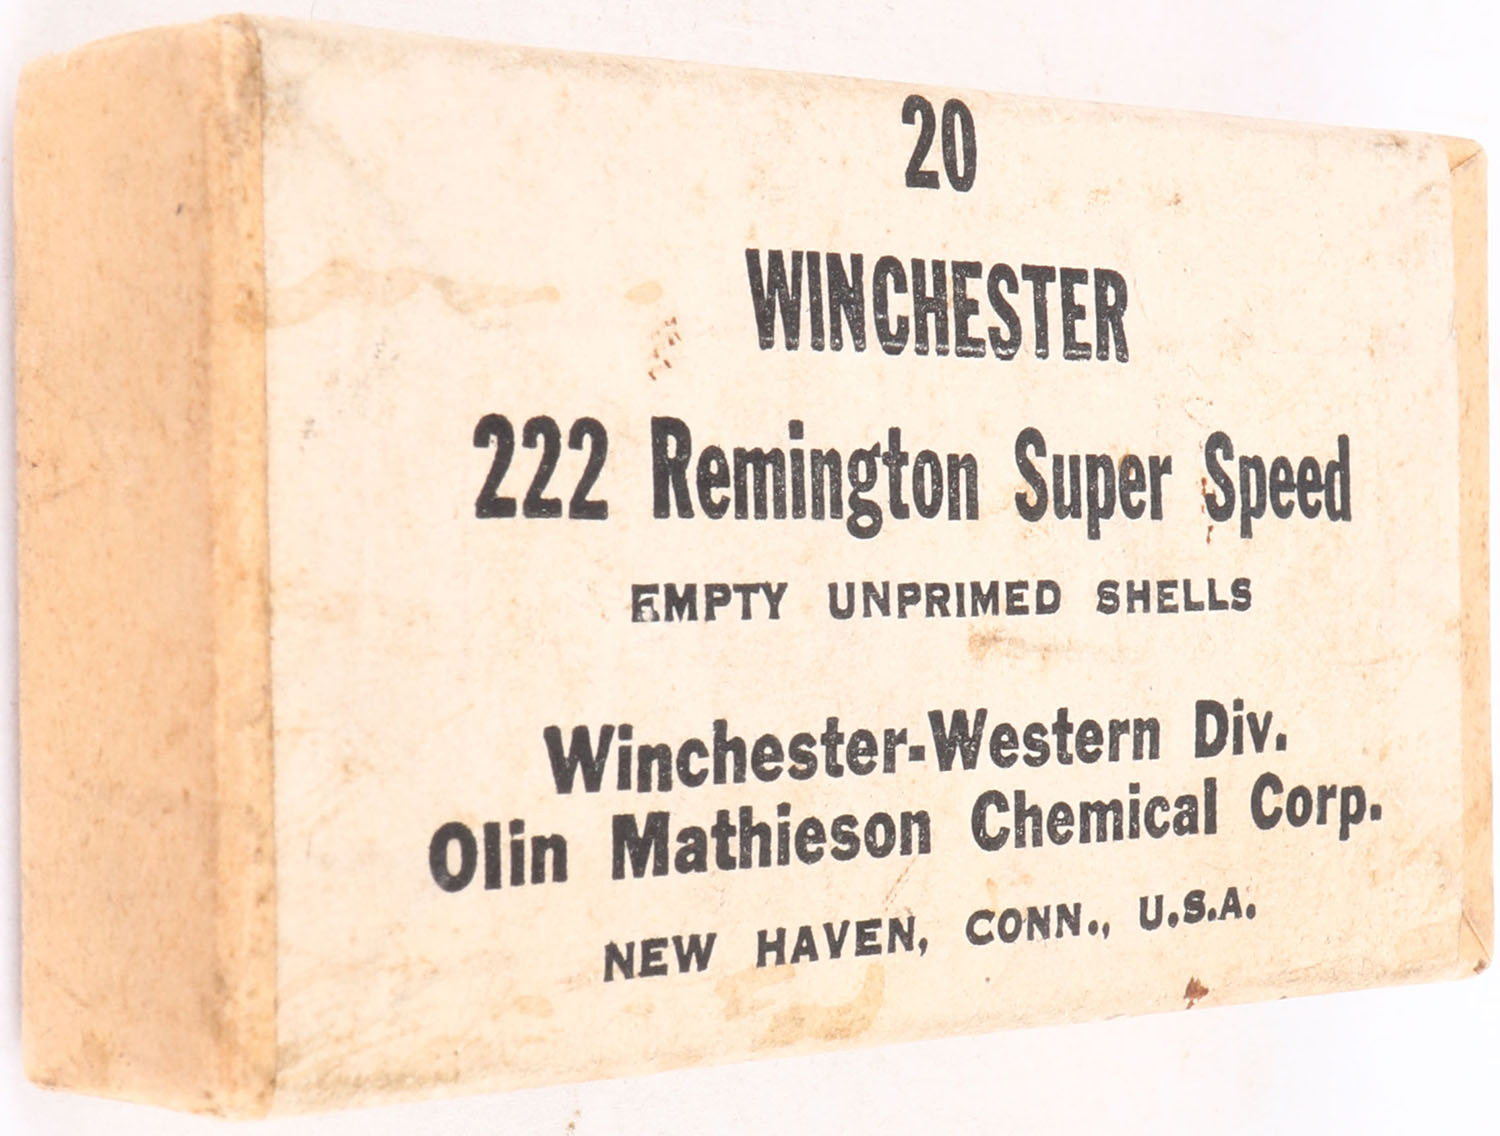 20
WINCHESTER
222 Remington Super Speed
EMPTY UNPRIMED SHELLS
Winchester-Western Div.
Olin Mathieson Chemical Corp.
NEW HAVEN, CONN., U.S.A.